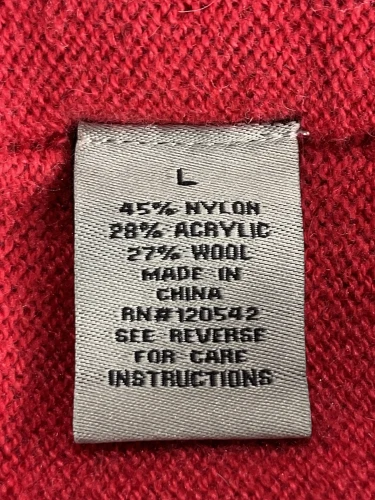 L
45% NYLON
28% ACRYLIC
27% WOOL
MADE IN
CHINA
RN#120542
SEE REVERSE
FOR CARE
INSTRUCTIONS